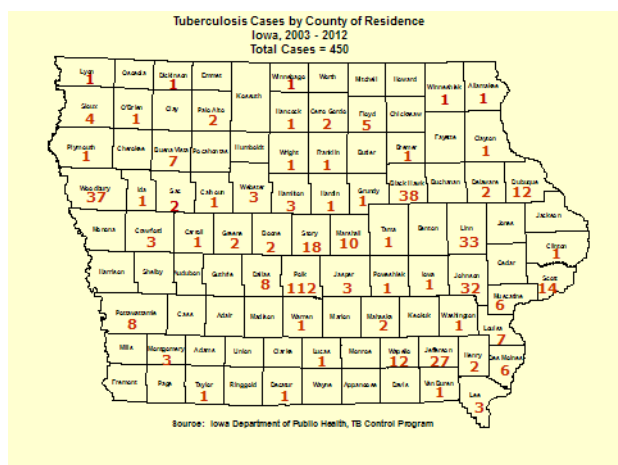 Tuberculosis Cases by County of Residence
Iowa, 2003 - 2012
Total Cases = 450
Lyon Osceola Dickinson Emmet Winnebago Worth Mitchell Howard Winneshiek Allamakee
1 1 1 1 1
Kossuth
Sioux O'Brien Clay Palo Alto Hancock Cerro Gordo Floyd Chickasaw
4 1 2 1 2 5
Fayette Clayton
1
Plymouth Cherokee Buena Vista Pocahontas Humboldt Wright Franklin Butler Bremer
1 7 1 1 1
Woodbury Ida Sac Calhoun Webster Hamilton Hardin Grundy Black Hawk Buchanan Delaware Dubuque
37 1 2 1 3 3 1 1 38 2 12
Monona Crawford Carroll Greene Boone Story Marshall Tama Benton Linn Jones Jackson
3 1 2 2 18 10 1 33
Clinton
1
Harrison Shelby Audubon Guthrie Dallas Polk Jasper Poweshiek Iowa Johnson Cedar Scott
8 112 3 1 1 32 14
Muscatine
6
Pottawattamie Cass Adair Madison Warren Marion Mahaska Keokuk Washington Louisa
8 1 2 1 7
Mills Montgomery Adams Union Clarke Lucas Monroe Wapello Jefferson Henry Des Moines
3 1 12 27 2 6
Fremont Page Taylor Ringgold Decatur Wayne Appanoose Davis Van Buren Lee
1 1 1 3
Source: Iowa Department of Public Health, TB Control Program